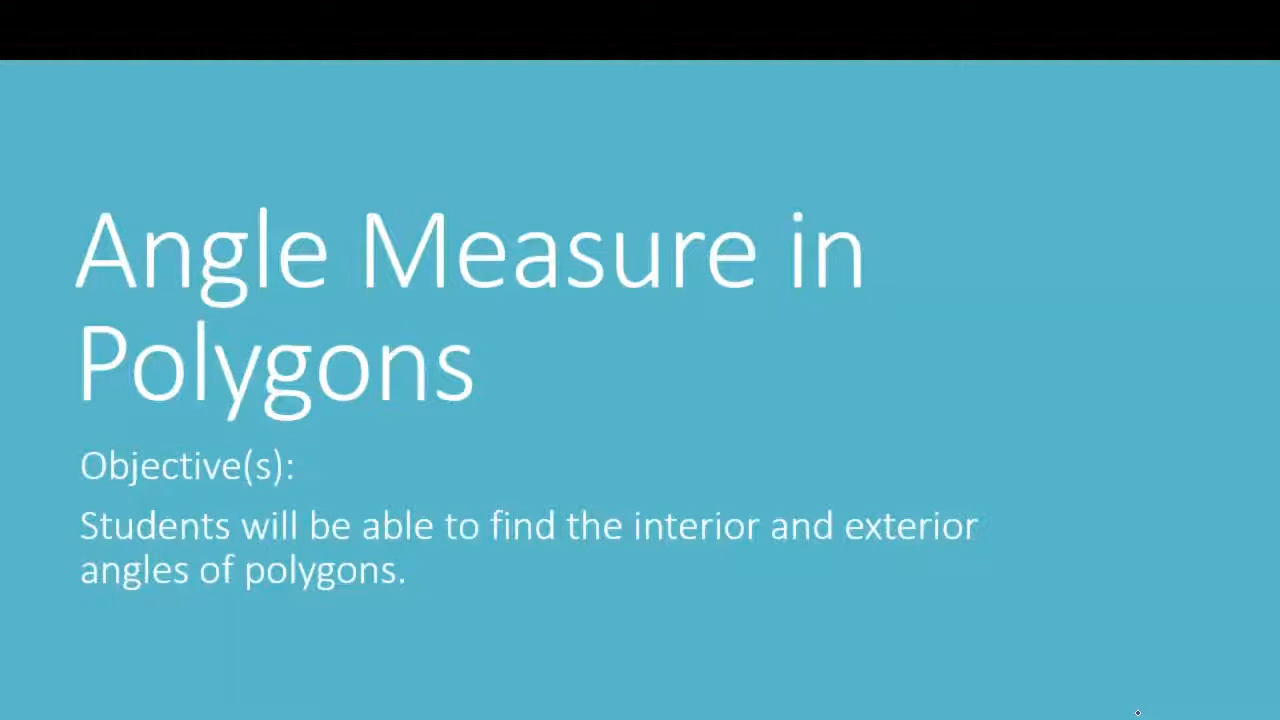 Angle Measure in
Polygons
Objective(s):
Students will be able to find the interior and exterior
angles of polygons.